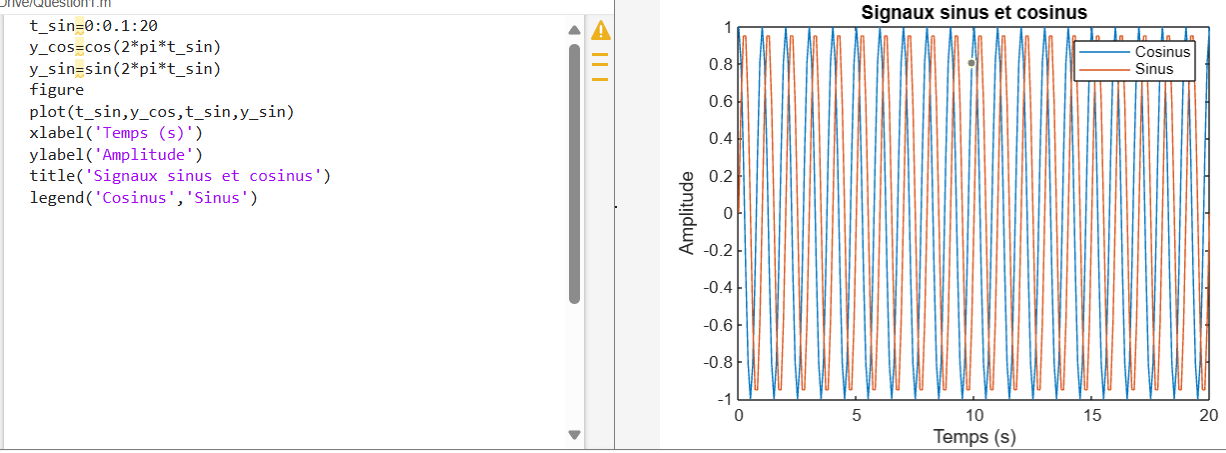 Drive/Question1.m
t_sin=0:0.1:20
y_cos=cos(2*pi*t_sin)
y_sin=sin(2*pi*t_sin)
figure
plot(t_sin,y_cos,t_sin,y_sin)
xlabel('Temps (s)')
ylabel('Amplitude')
title('Signaux sinus et cosinus')
legend('Cosinus','Sinus')
Signaux sinus et cosinus
Cosinus
Sinus
Amplitude
1
0.8
0.6
0.4
0.2
0
-0.2
-0.4
-0.6
-0.8
-1
0 5 10 15 20
Temps (s)